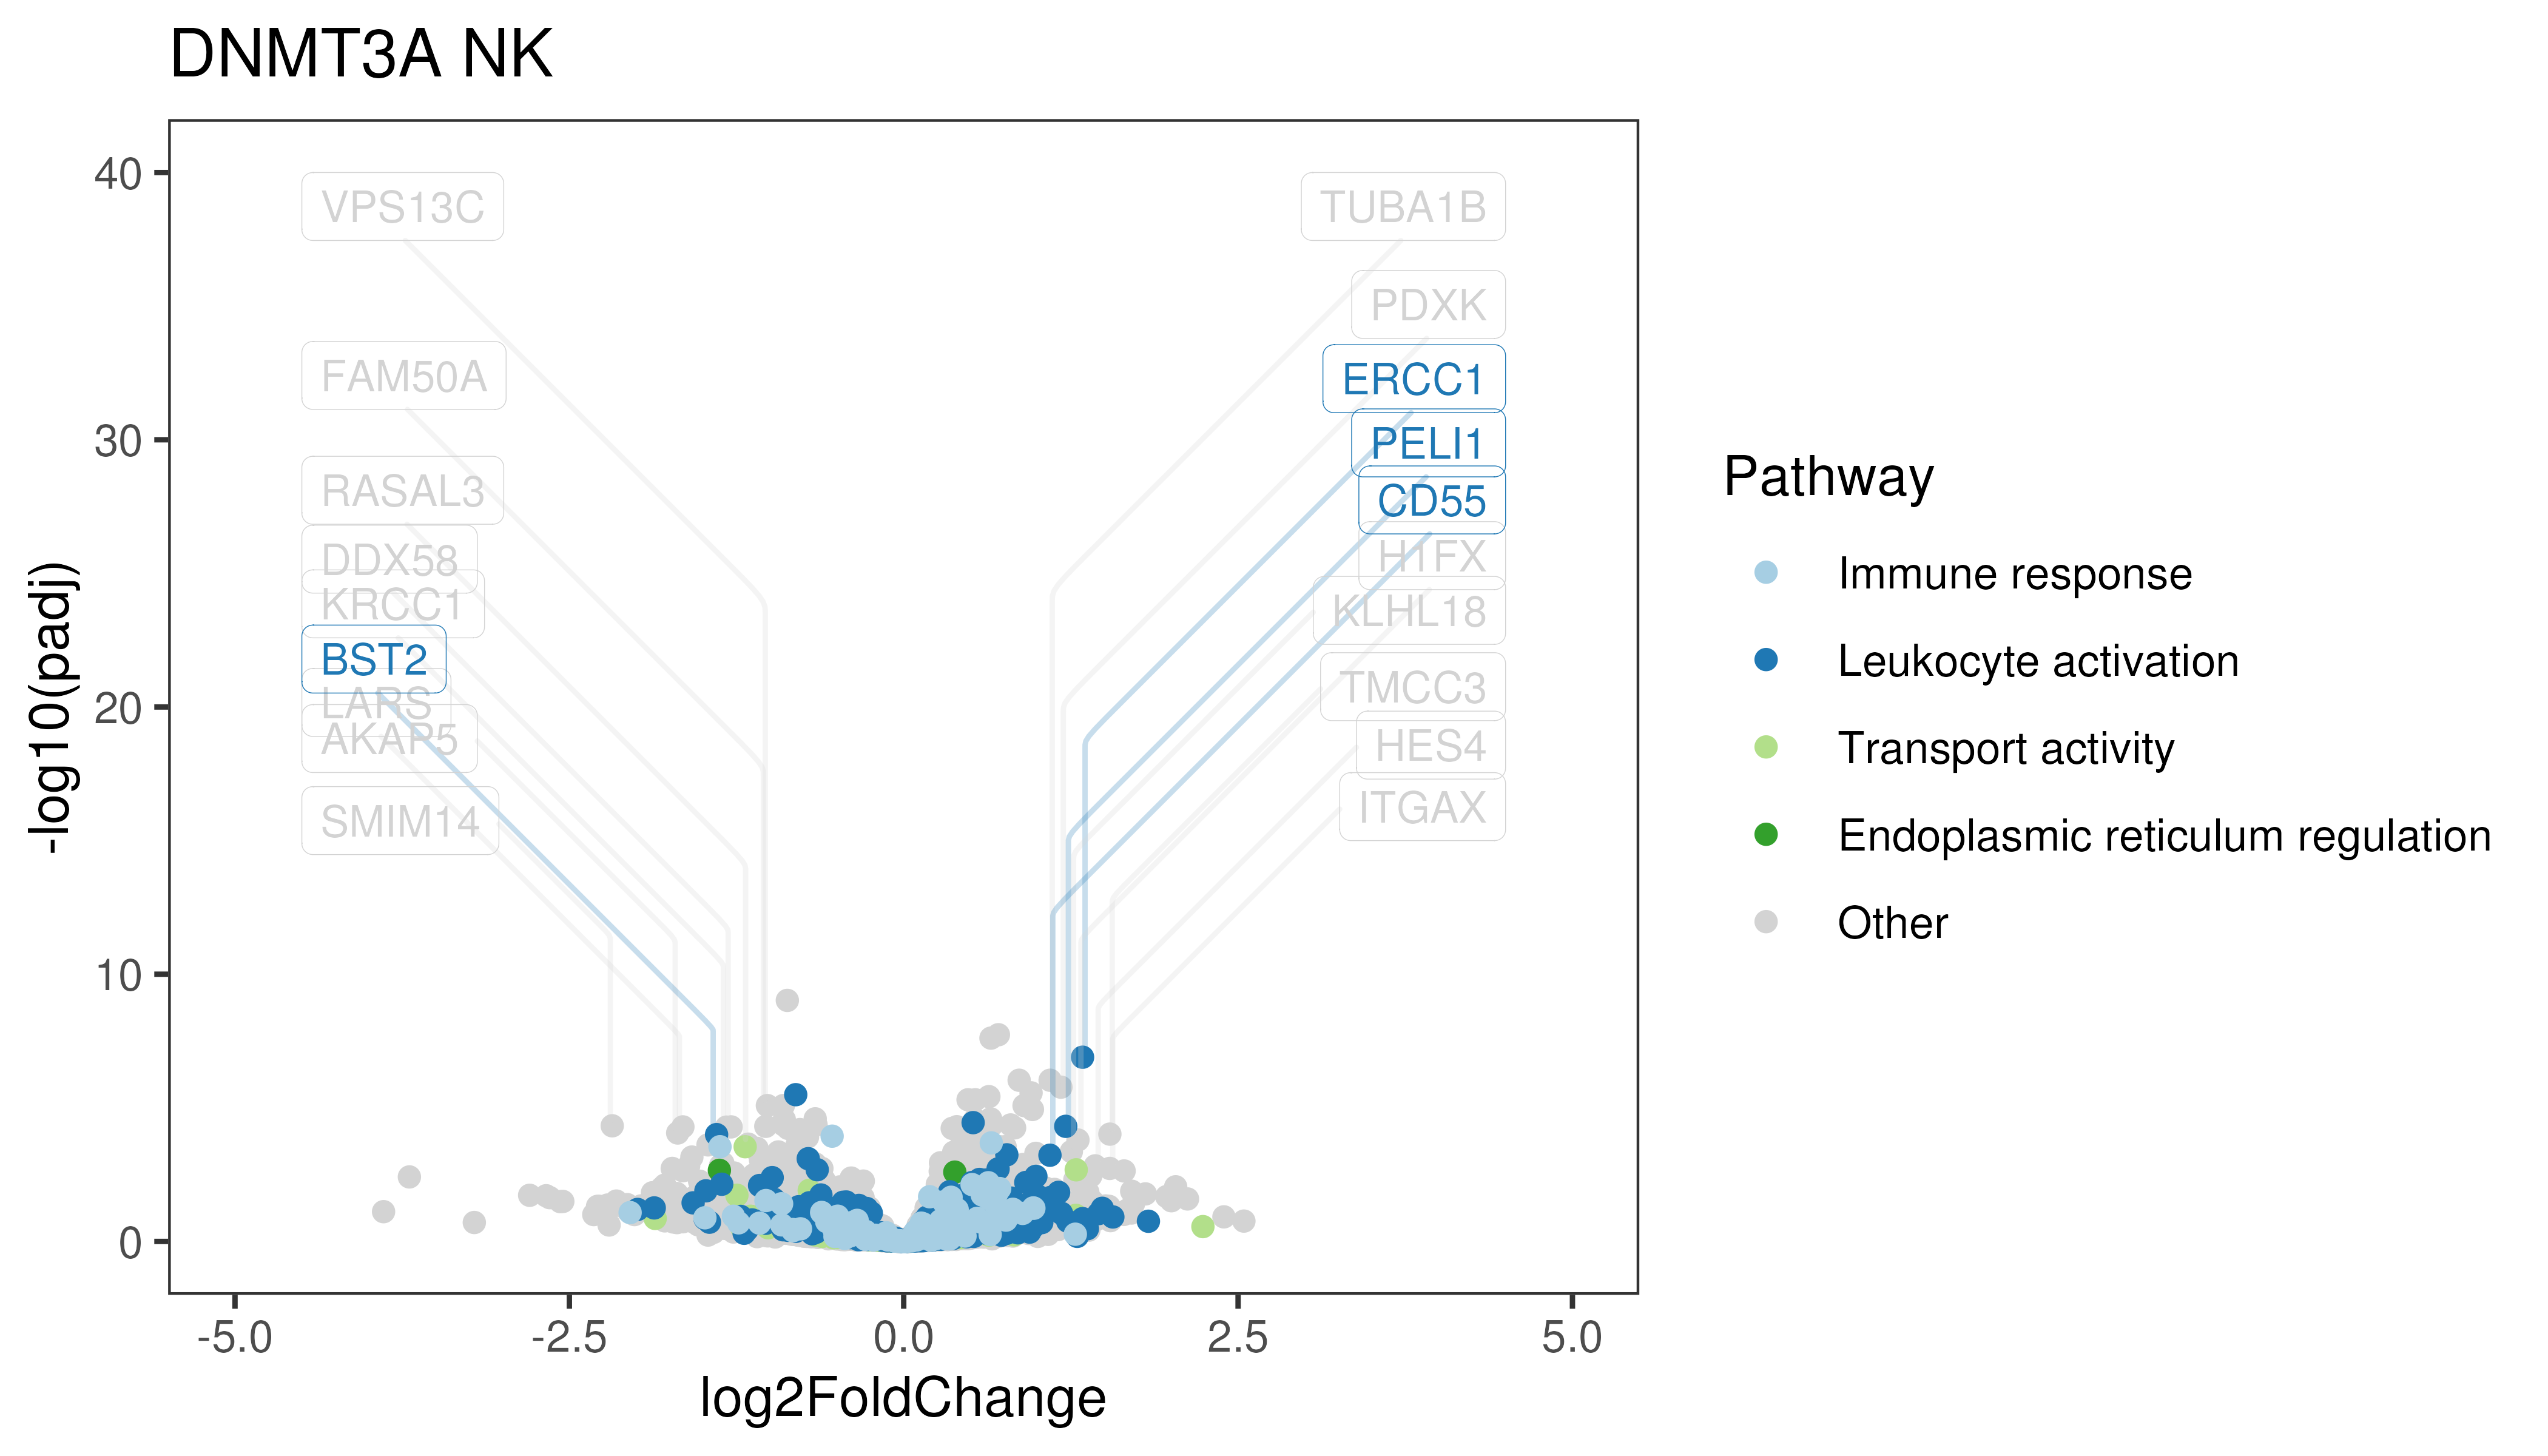 DNMT3A NK
-log10(padj)
40
30
20
10
0
VPS13C
FAM50A
RASAL3
DDX58
KRCC1
BST2
LARS
AKAP5
SMIM14
TUBA1B
PDXK
ERCC1
PELI1
CD55
H1FX
KLHL18
TMCC3
HES4
ITGAX
-5.0
-2.5
0.0
2.5
5.0
log2FoldChange
Pathway
Immune response
Leukocyte activation
Transport activity
Endoplasmic reticulum regulation
Other